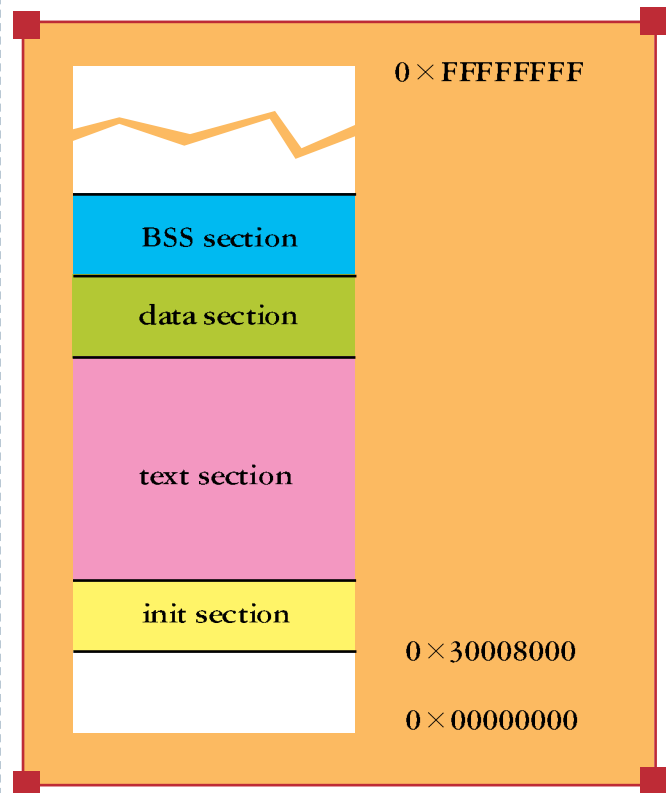 0×FFFFFFFF
BSS section
data section
text section
init section
0×30008000
0×00000000